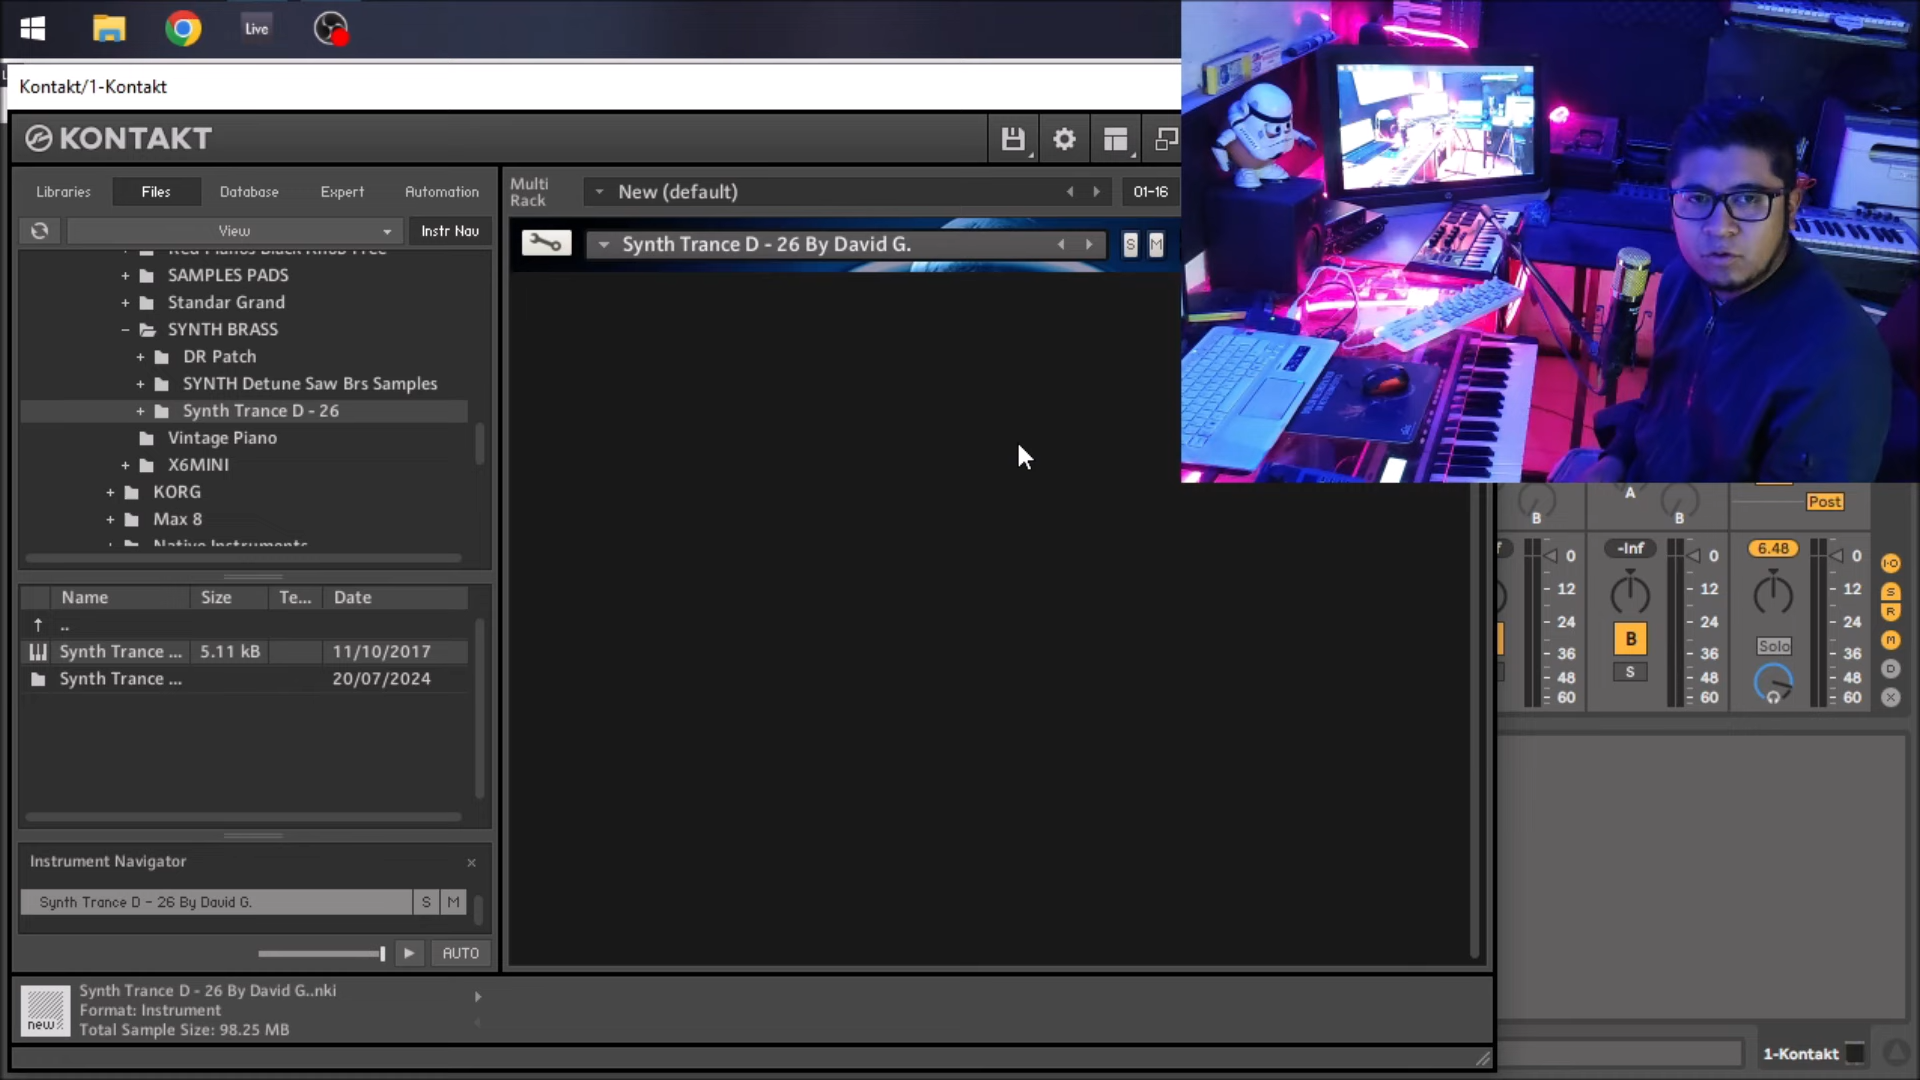 Live
Kontakt/1-Kontakt
KONTAKT
Libraries
Files
Database
Expert
Automation
Multi
Rack
New (default)
01-16
View
Instr Nav
Synth Trance D - 26 By David G.
S
M
SAMPLES PADS
Standar Grand
SYNTH BRASS
DR Patch
SYNTH Detune Saw Brs Samples
Synth Trance D - 26
Vintage Piano
X6MINI
KORG
Max 8
Native Instruments
Name
Size
Te...
Date
..
Synth Trance ...
5.11 kB
11/10/2017
Synth Trance ...
20/07/2024
Instrument Navigator
Synth Trance D - 26 By David G.
S
M
AUTO
new
Synth Trance D - 26 By David G..nki
Format: Instrument
Total Sample Size: 98.25 MB
A
B
B
Post
-Inf
6.48
0
12
24
36
48
60
0
12
24
36
48
60
0
12
24
36
48
60
B
S
Solo
I-O
S
R
M
D
X
1-Kontakt